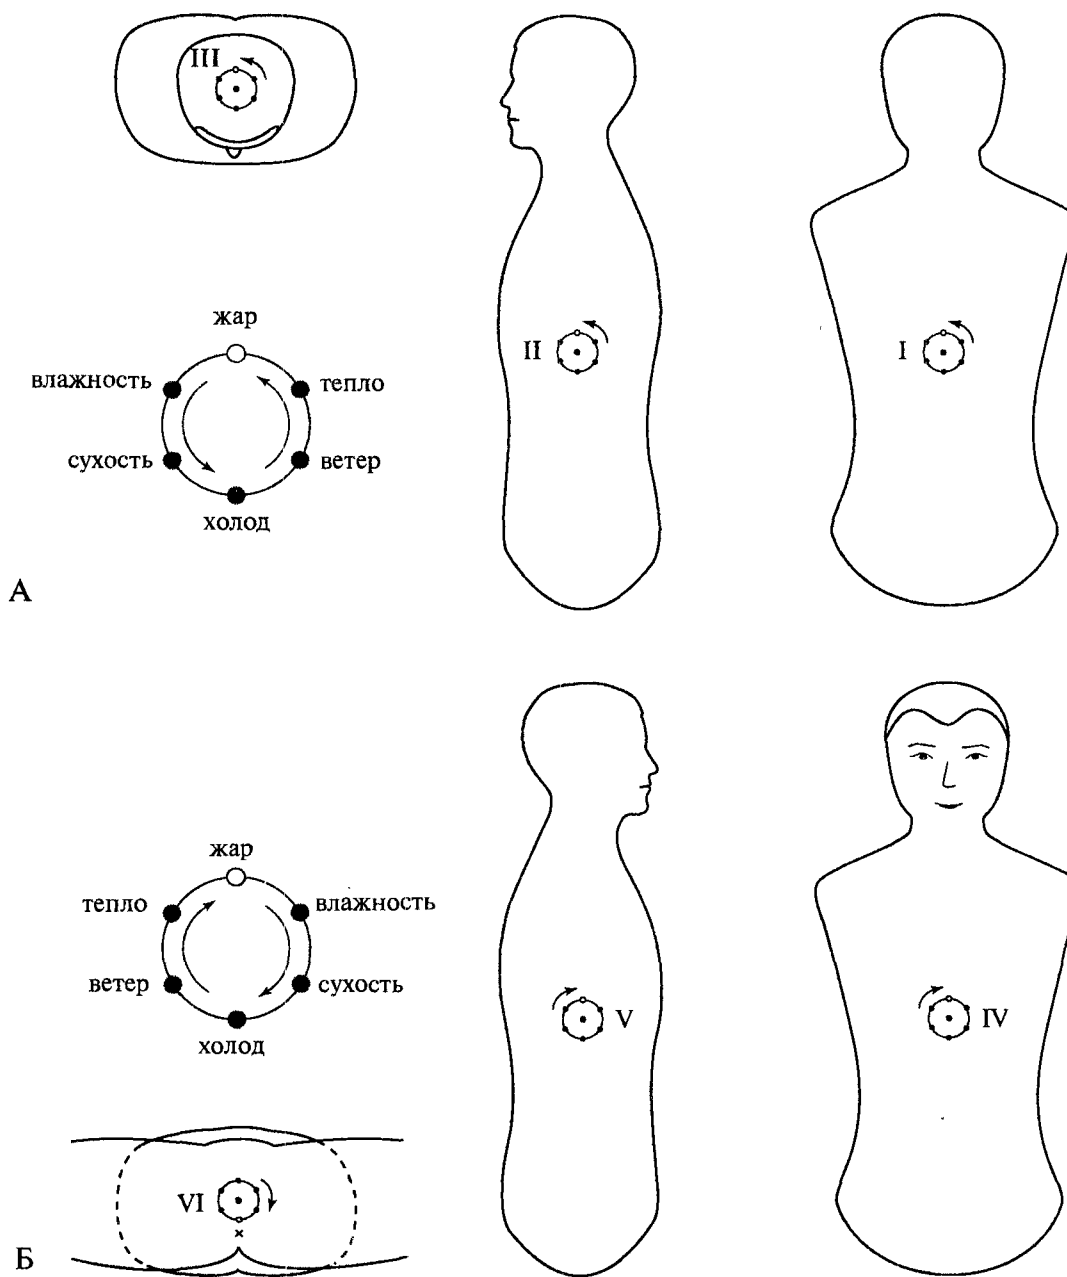 III
жар
влажность
тепло
II
I
сухость
ветер
холод
А
жар
тепло
влажность
ветер
сухость
V
IV
холод
VI
×
Б